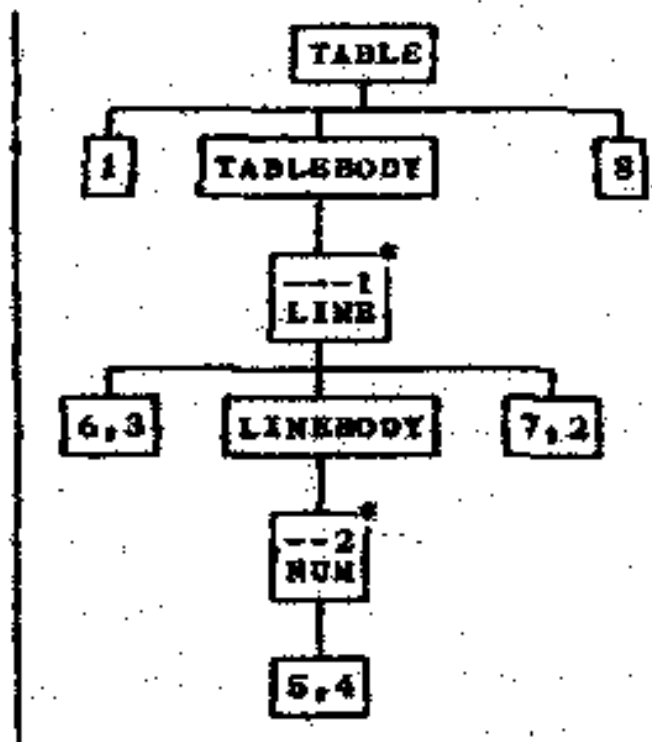 TABLE
1 TABLEBODY 8
*
---1
LINE
6,3 LINEBODY 7,2
*
--2
NUM
5,4